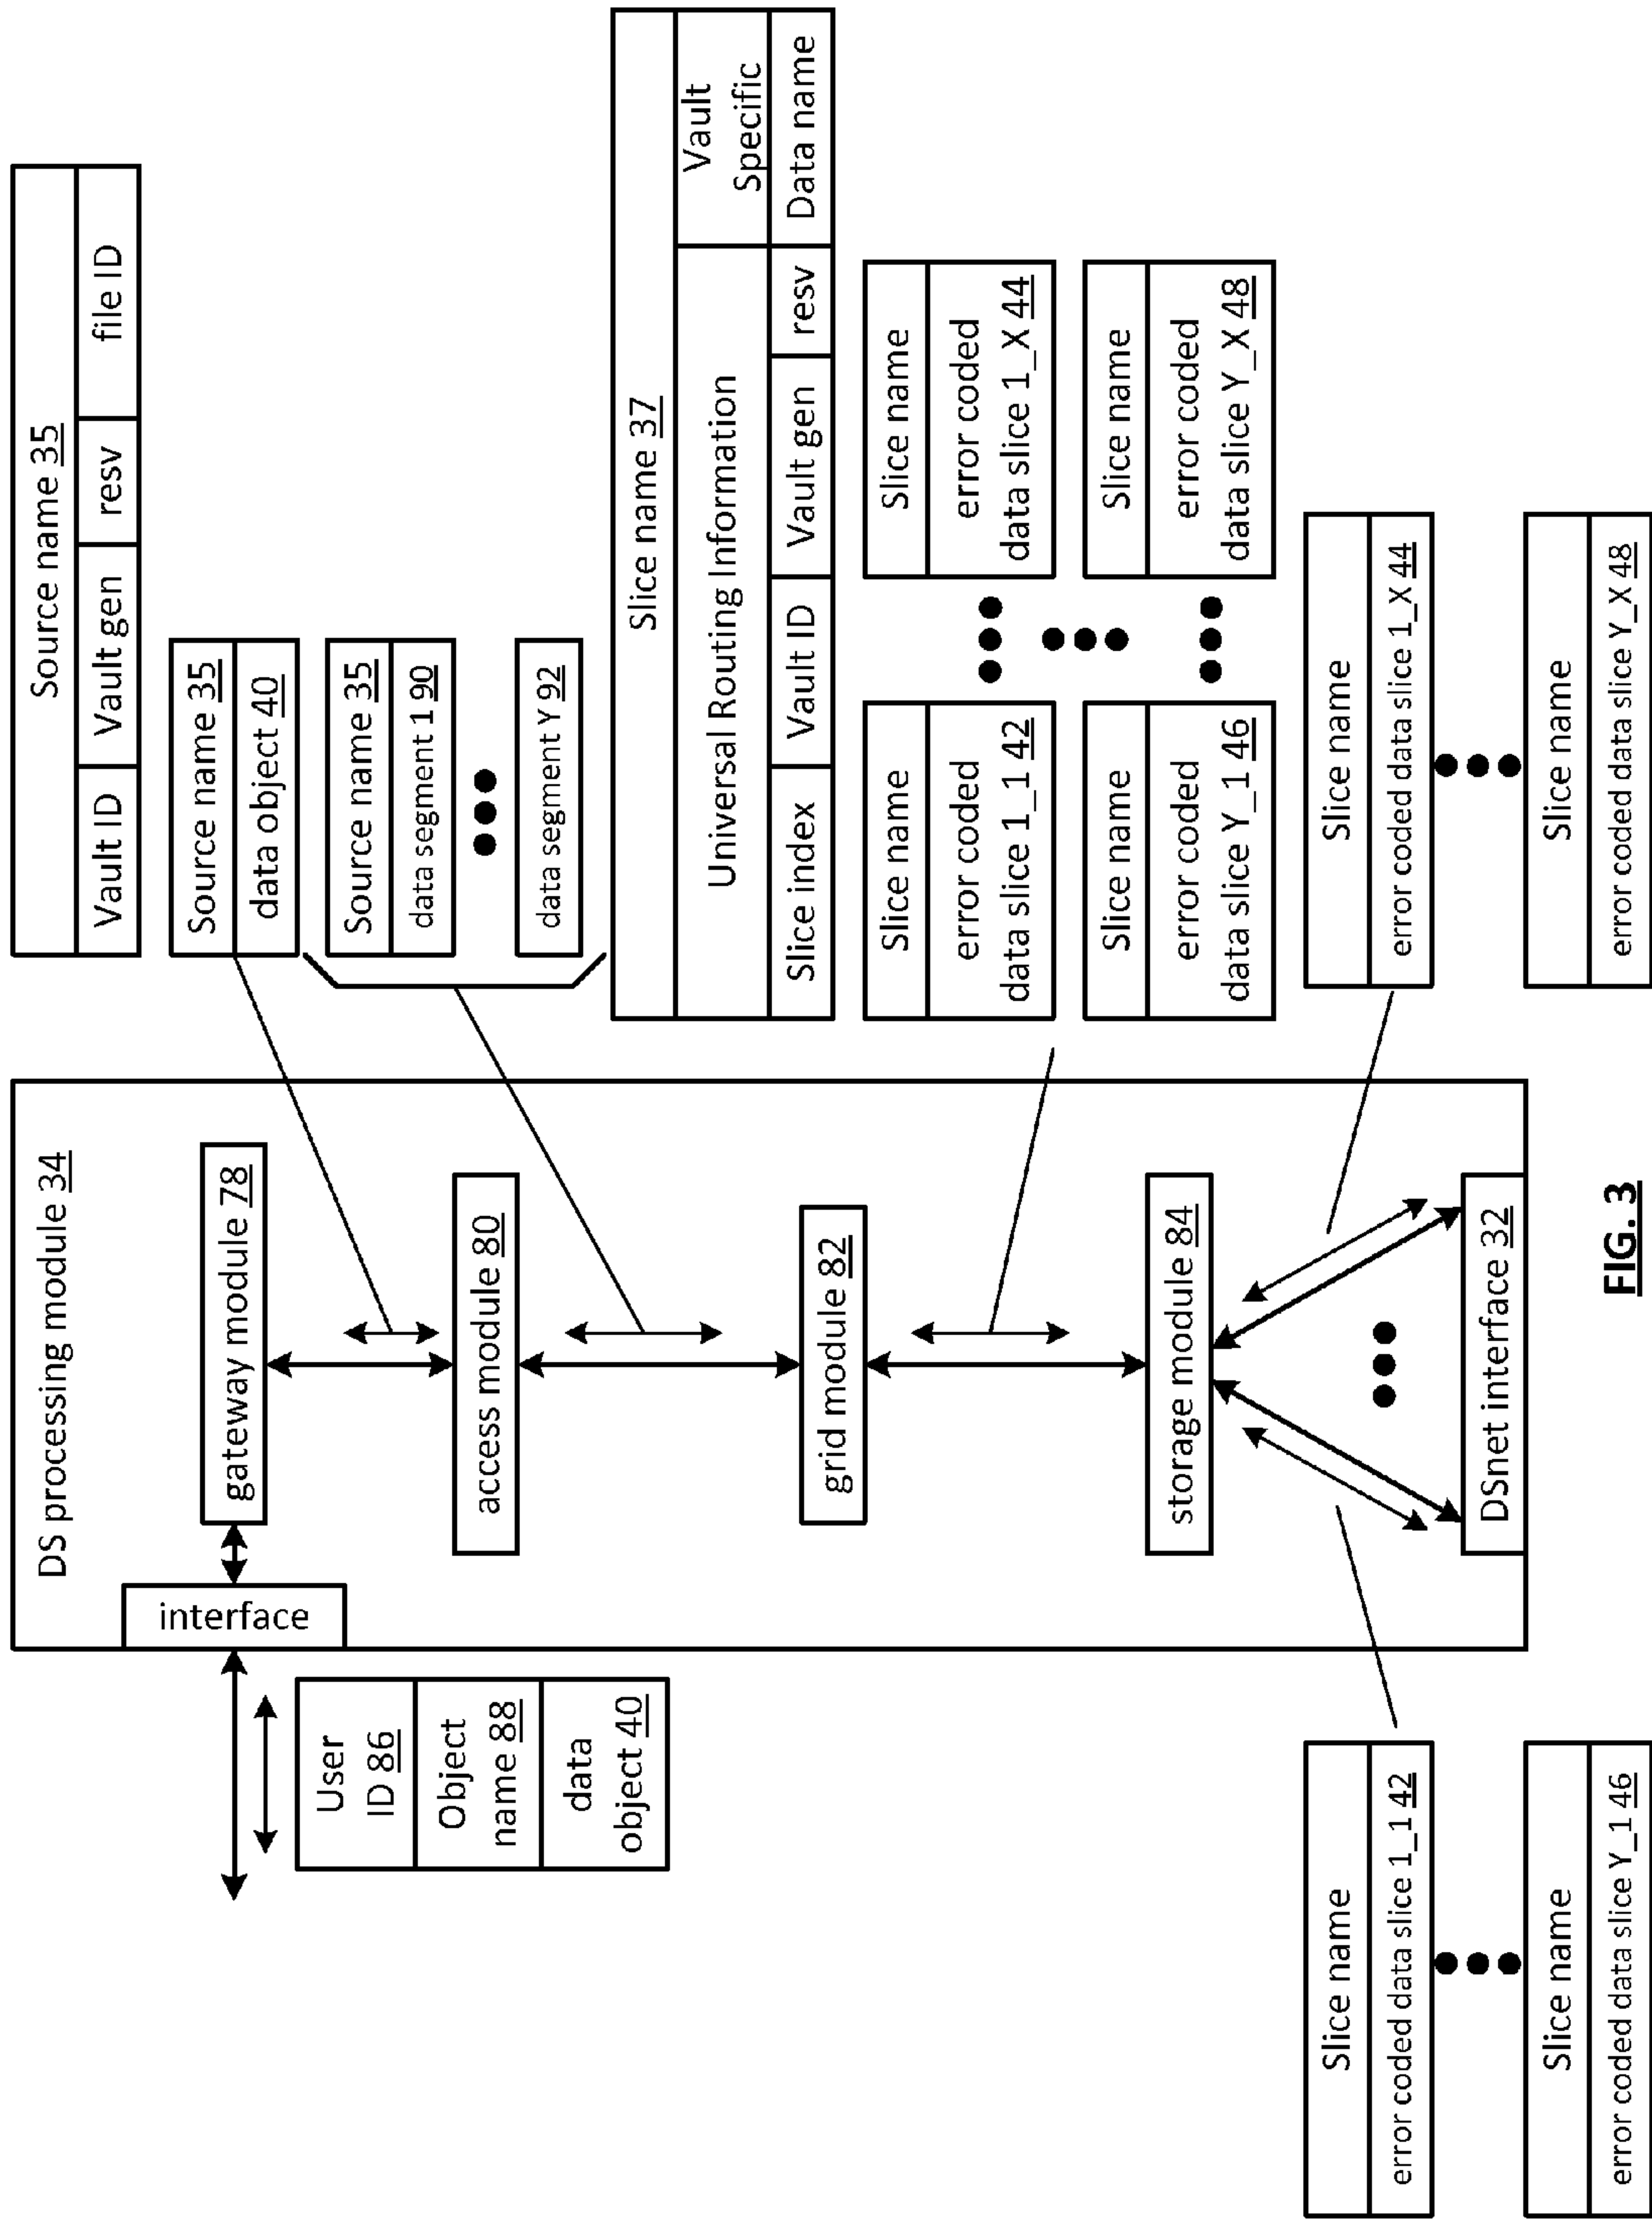 DS processing module 34
interface
gateway module 78
access module 80
grid module 82
storage module 84
DSnet interface 32
User
ID 86
Object
name 88
data
object 40
Source name 35
Vault ID
Vault gen
resv
file ID
Source name 35
data object 40
Source name 35
data segment 1 90
data segment Y 92
Slice name 37
Universal Routing Information
Vault
Specific
Slice index
Vault ID
Vault gen
resv
Data name
Slice name
error coded
data slice 1_1 42
Slice name
error coded
data slice 1_X 44
Slice name
error coded
data slice Y_1 46
Slice name
error coded
data slice Y_X 48
Slice name
error coded data slice 1_1 42
Slice name
error coded data slice Y_1 46
Slice name
error coded data slice 1_X 44
Slice name
error coded data slice Y_X 48
FIG. 3